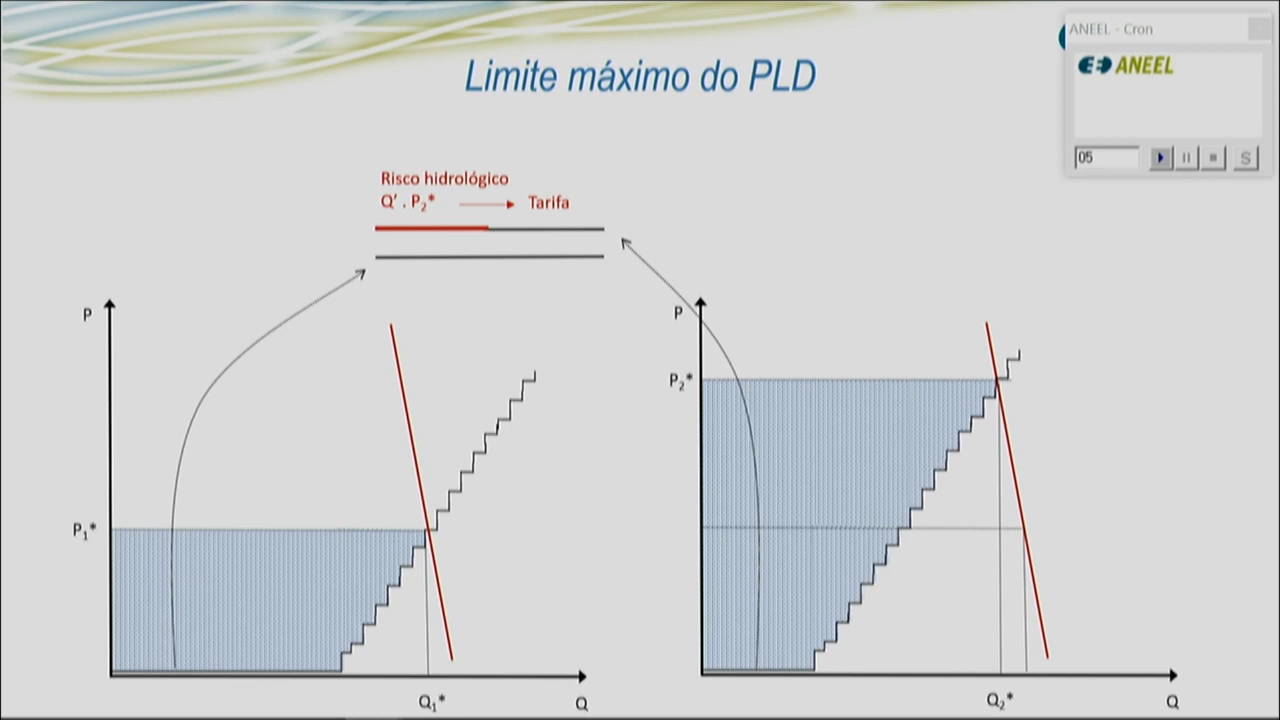 ANEEL - Cron
ANEEL
05
S
Limite máximo do PLD
Risco hidrológico
Q' . P₂* Tarifa
P
P₁*
Q₁*
Q
P
P₂*
Q₂*
Q